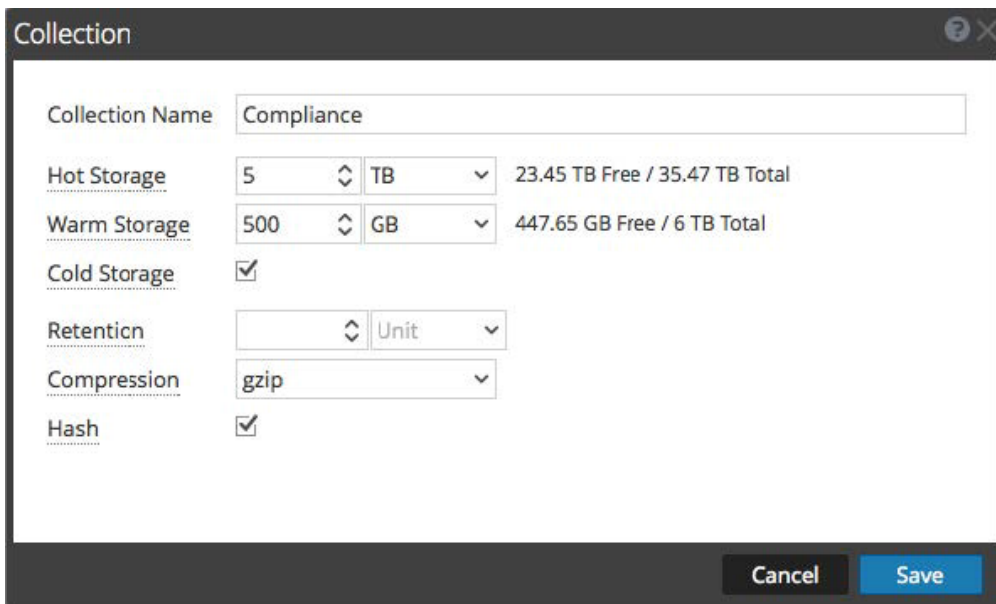 Collection
Collection Name Compliance
Hot Storage 5 TB 23.45 TB Free / 35.47 TB Total
Warm Storage 500 GB 447.65 GB Free / 6 TB Total
Cold Storage
Retention Unit
Compression gzip
Hash
Cancel Save